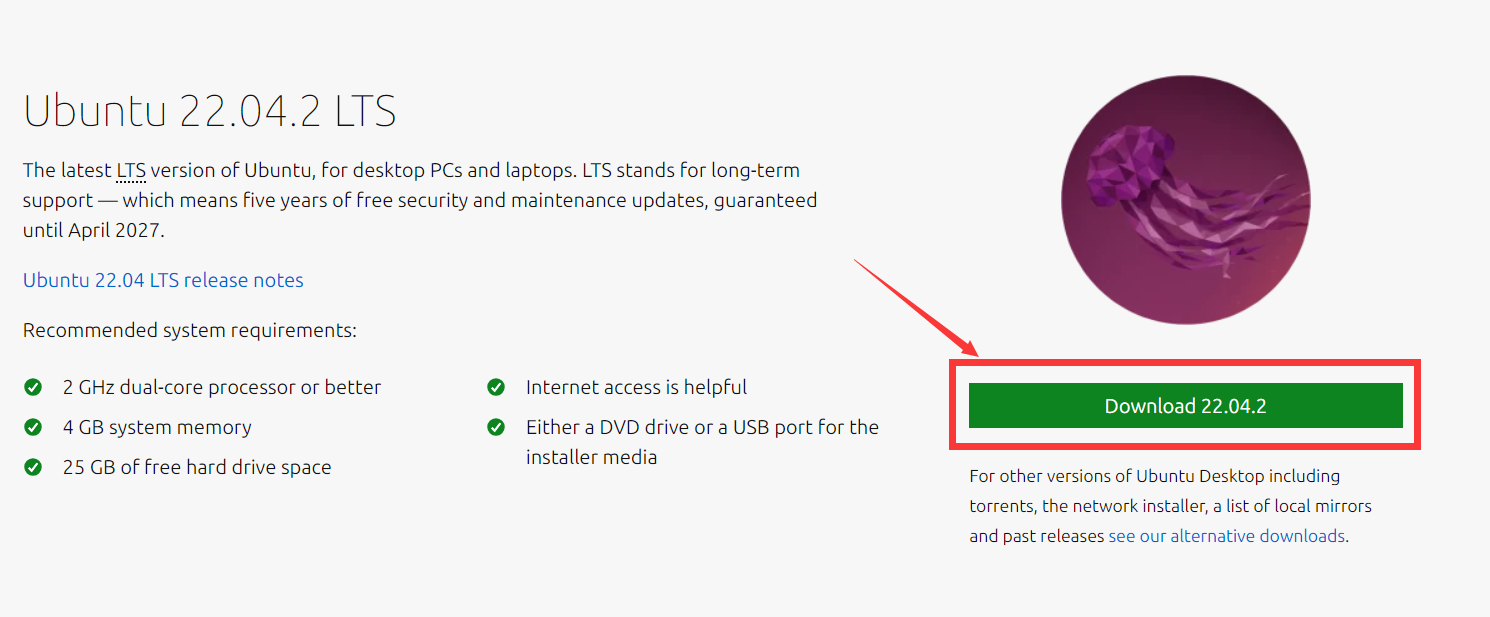 Ubuntu 22.04.2 LTS
The latest LTS version of Ubuntu, for desktop PCs and laptops. LTS stands for long-term
support — which means five years of free security and maintenance updates, guaranteed
until April 2027.
Ubuntu 22.04 LTS release notes
Recommended system requirements:
2 GHz dual-core processor or better
4 GB system memory
25 GB of free hard drive space
Internet access is helpful
Either a DVD drive or a USB port for the
installer media
Download 22.04.2
For other versions of Ubuntu Desktop including
torrents, the network installer, a list of local mirrors
and past releases see our alternative downloads.